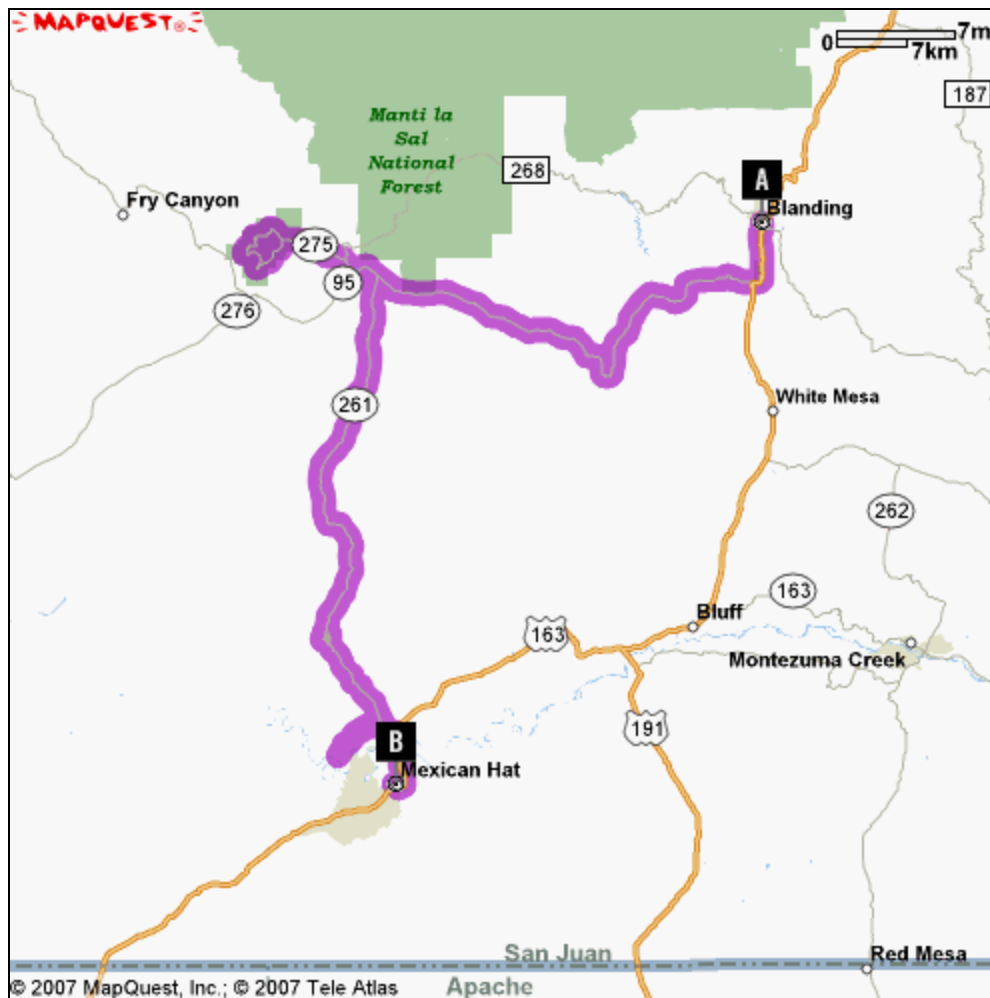 MAPQUEST®
0 7m
7km
187
Manti la
Sal
National
Forest
268
A
Fry Canyon
Blanding
275
95
276
261
White Mesa
262
163
Bluff
163
Montezuma Creek
191
B
Mexican Hat
San Juan
Red Mesa
© 2007 MapQuest, Inc.; © 2007 Tele Atlas
Apache